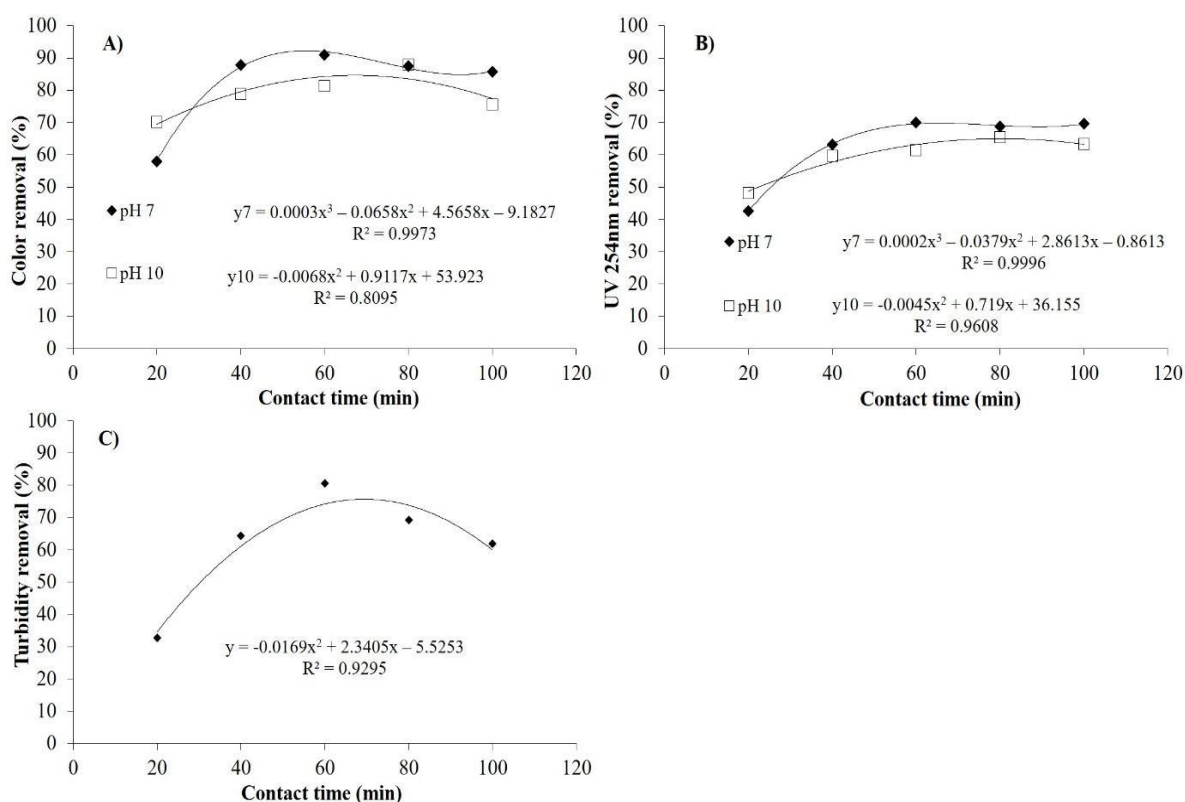 A)
Color removal (%)
100
90
80
70
60
50
40
30
20
10
0
pH 7
y7 = 0.0003x³ – 0.0658x² + 4.5658x – 9.1827
R² = 0.9973
pH 10
y10 = -0.0068x² + 0.9117x + 53.923
R² = 0.8095
0 20 40 60 80 100 120
Contact time (min)
B)
UV 254nm removal (%)
100
90
80
70
60
50
40
30
20
10
0
pH 7
y7 = 0.0002x³ – 0.0379x² + 2.8613x – 0.8613
R² = 0.9996
pH 10
y10 = -0.0045x² + 0.719x + 36.155
R² = 0.9608
0 20 40 60 80 100 120
Contact time (min)
C)
Turbidity removal (%)
100
90
80
70
60
50
40
30
20
10
0
y = -0.0169x² + 2.3405x – 5.5253
R² = 0.9295
0 20 40 60 80 100 120
Contact time (min)